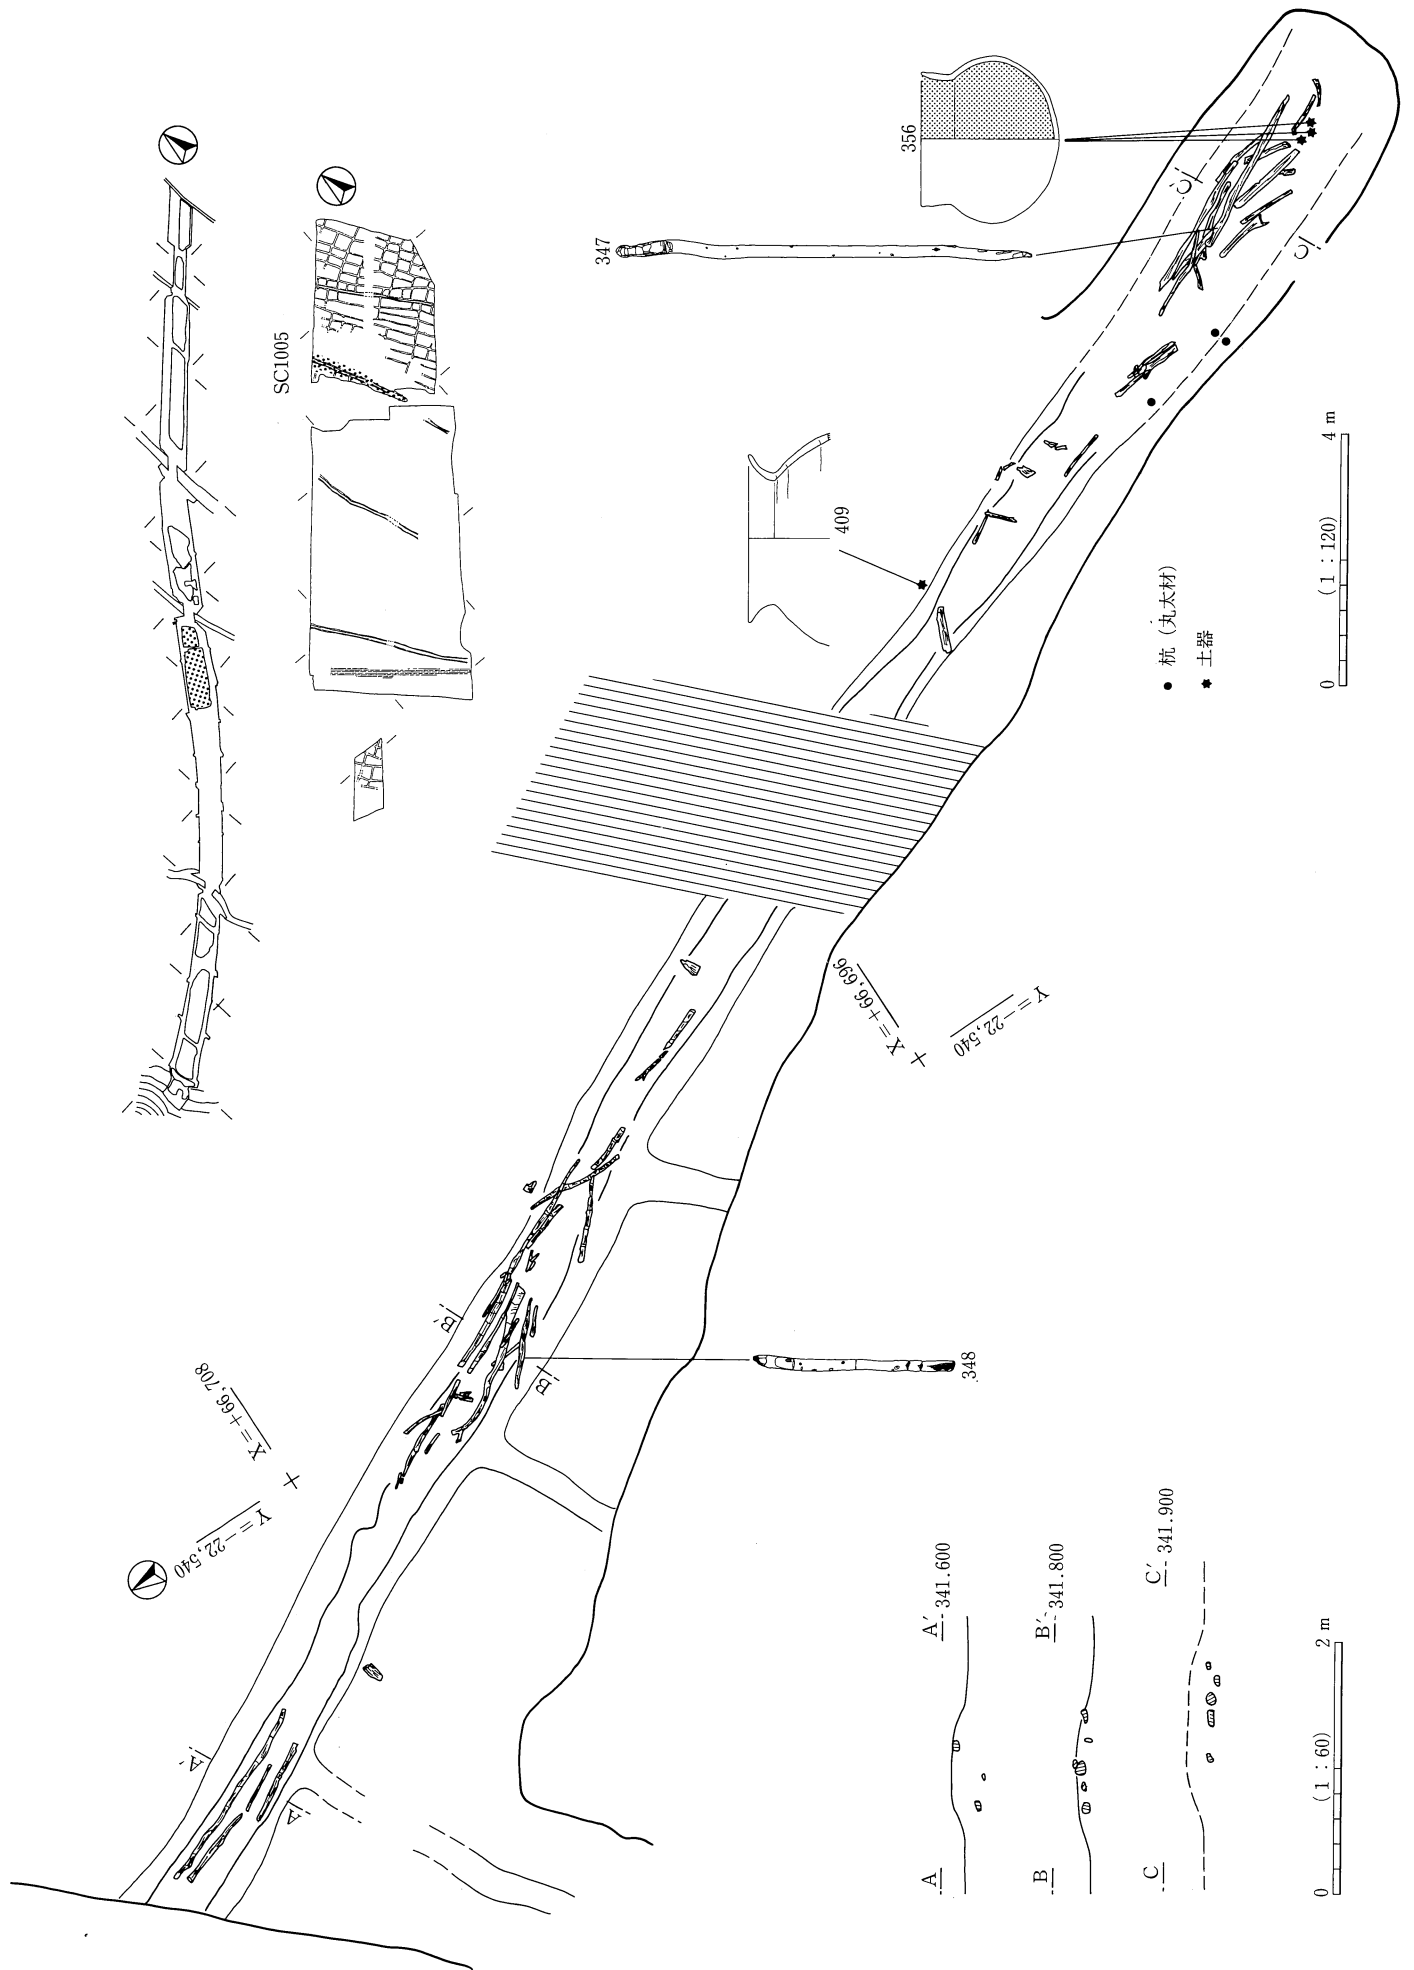 SC1005
356
347
409
● 杭（丸太材）
★ 土器
0 (1：120) 4 m
X=+66,696
Y=-22,540
X=+66,708
Y=-22,540
348
A
A′
B
B′
C
C′
A A′ 341.600
B B′ 341.800
C C′ 341.900
0 (1：60) 2 m